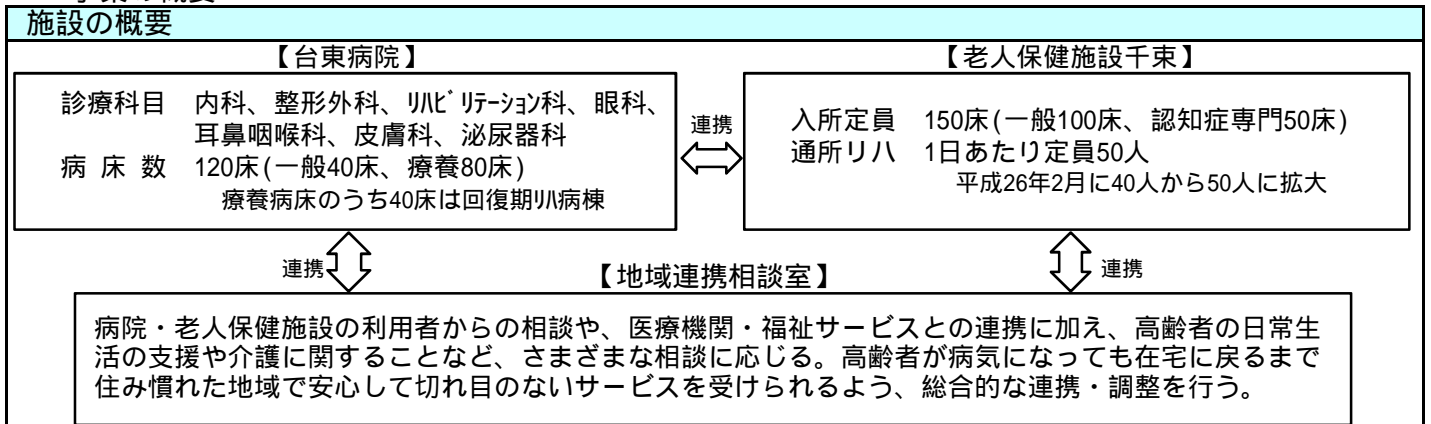 施設の概要
【台東病院】
診療科目 内科、整形外科、ﾘﾊﾋﾞﾘﾃｰｼｮﾝ科、眼科、
耳鼻咽喉科、皮膚科、泌尿器科
病床数 120床(一般40床、療養80床)
療養病床のうち40床は回復期ﾘﾊ病棟
連携
【老人保健施設千束】
入所定員 150床(一般100床、認知症専門50床)
通所リハ 1日あたり定員50人
平成26年2月に40人から50人に拡大
連携
【地域連携相談室】
連携
病院・老人保健施設の利用者からの相談や、医療機関・福祉サービスとの連携に加え、高齢者の日常生
活の支援や介護に関することなど、さまざまな相談に応じる。高齢者が病気になっても在宅に戻るまで
住み慣れた地域で安心して切れ目のないサービスを受けられるよう、総合的な連携・調整を行う。